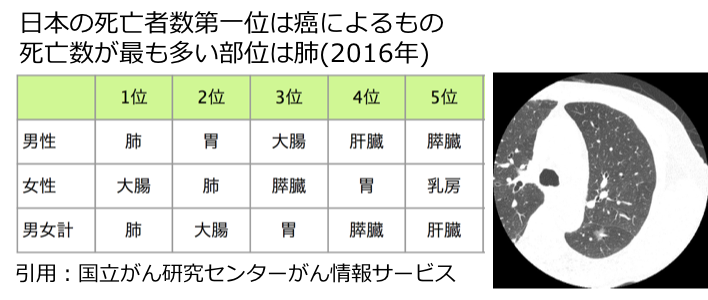 日本の死亡者数第一位は癌によるもの
死亡数が最も多い部位は肺(2016年)
1位 2位 3位 4位 5位
男性 肺 胃 大腸 肝臓 膵臓
女性 大腸 肺 膵臓 胃 乳房
男女計 肺 大腸 胃 膵臓 肝臓
引用：国立がん研究センターがん情報サービス